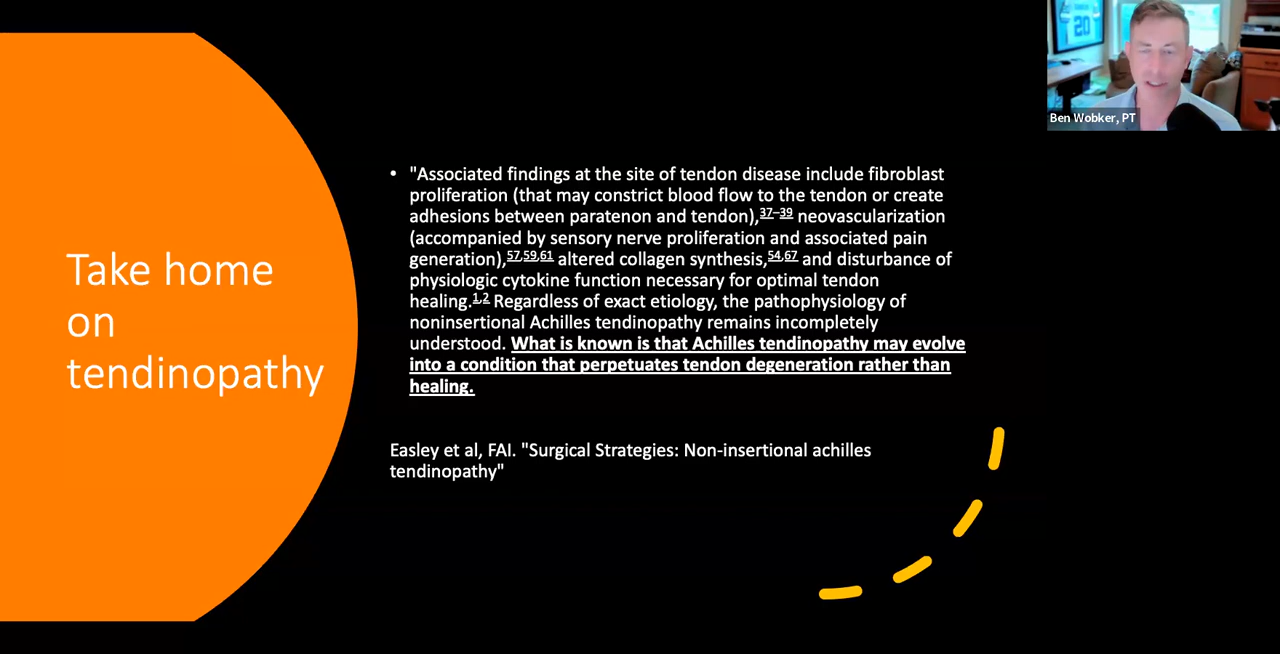 20
Ben Wobker, PT
Take home
on
tendinopathy
• "Associated findings at the site of tendon disease include fibroblast
proliferation (that may constrict blood flow to the tendon or create
adhesions between paratenon and tendon),37–39 neovascularization
(accompanied by sensory nerve proliferation and associated pain
generation),57,59,61 altered collagen synthesis,54,67 and disturbance of
physiologic cytokine function necessary for optimal tendon
healing.1,2 Regardless of exact etiology, the pathophysiology of
noninsertional Achilles tendinopathy remains incompletely
understood. What is known is that Achilles tendinopathy may evolve
into a condition that perpetuates tendon degeneration rather than
healing.
Easley et al, FAI. "Surgical Strategies: Non-insertional achilles
tendinopathy"